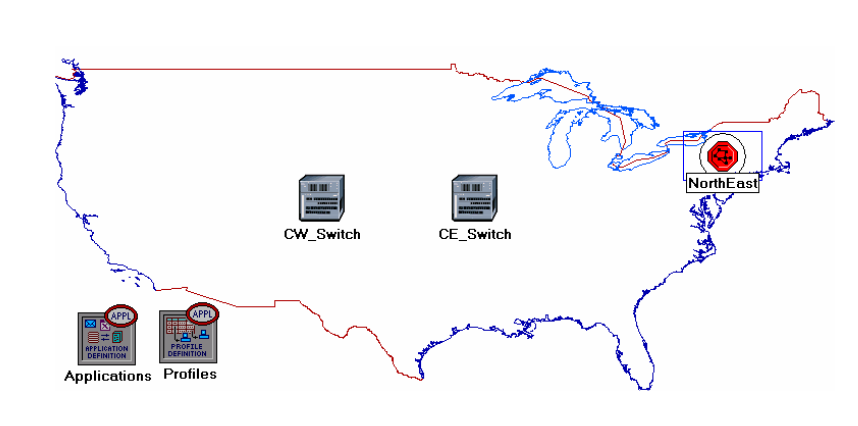 NorthEast
CW_Switch
CE_Switch
APPL
APPL
APPLICATION
DEFINITION
PROFILE
DEFINITION
Applications
Profiles